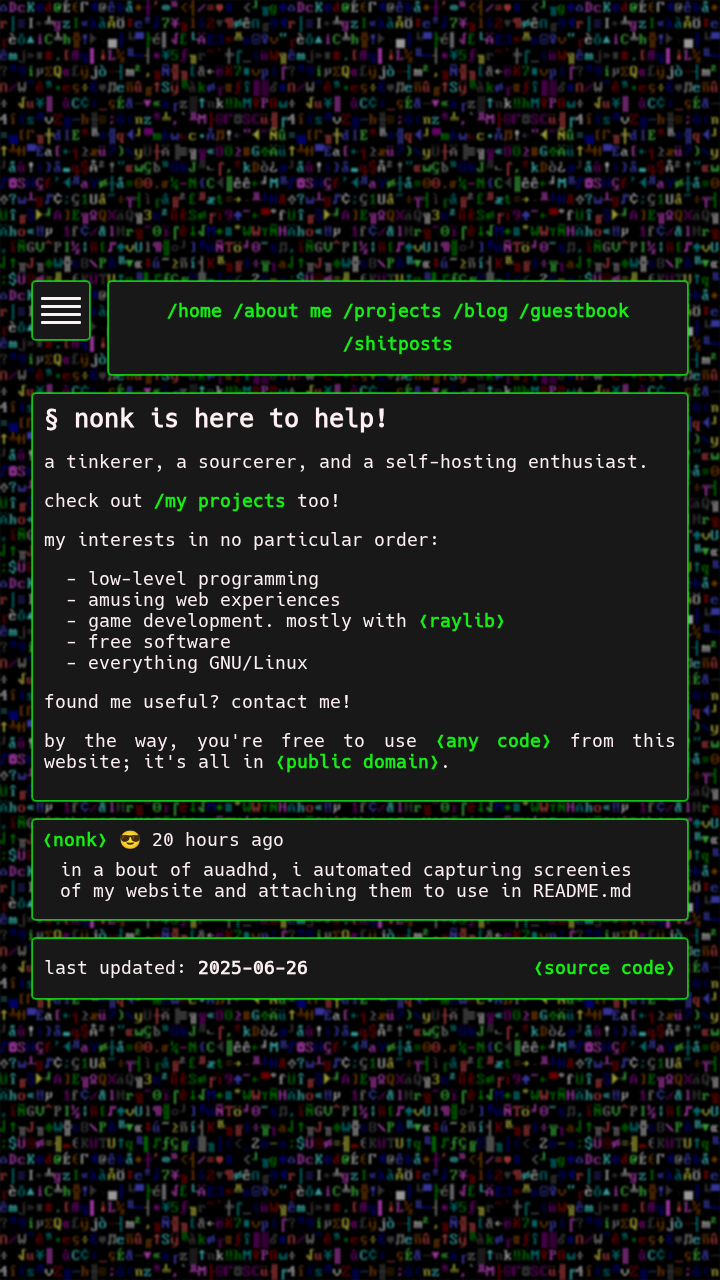 /home /about me /projects /blog /guestbook
/shitposts
§ nonk is here to help!
a tinkerer, a sourcerer, and a self-hosting enthusiast.
check out /my projects too!
my interests in no particular order:
- low-level programming
- amusing web experiences
- game development. mostly with ⟨raylib⟩
- free software
- everything GNU/Linux
found me useful? contact me!
by the way, you're free to use ⟨any code⟩ from this
website; it's all in ⟨public domain⟩.
⟨nonk⟩ 😎 20 hours ago
in a bout of auadhd, i automated capturing screenies
of my website and attaching them to use in README.md
last updated: 2025-06-26
⟨source code⟩